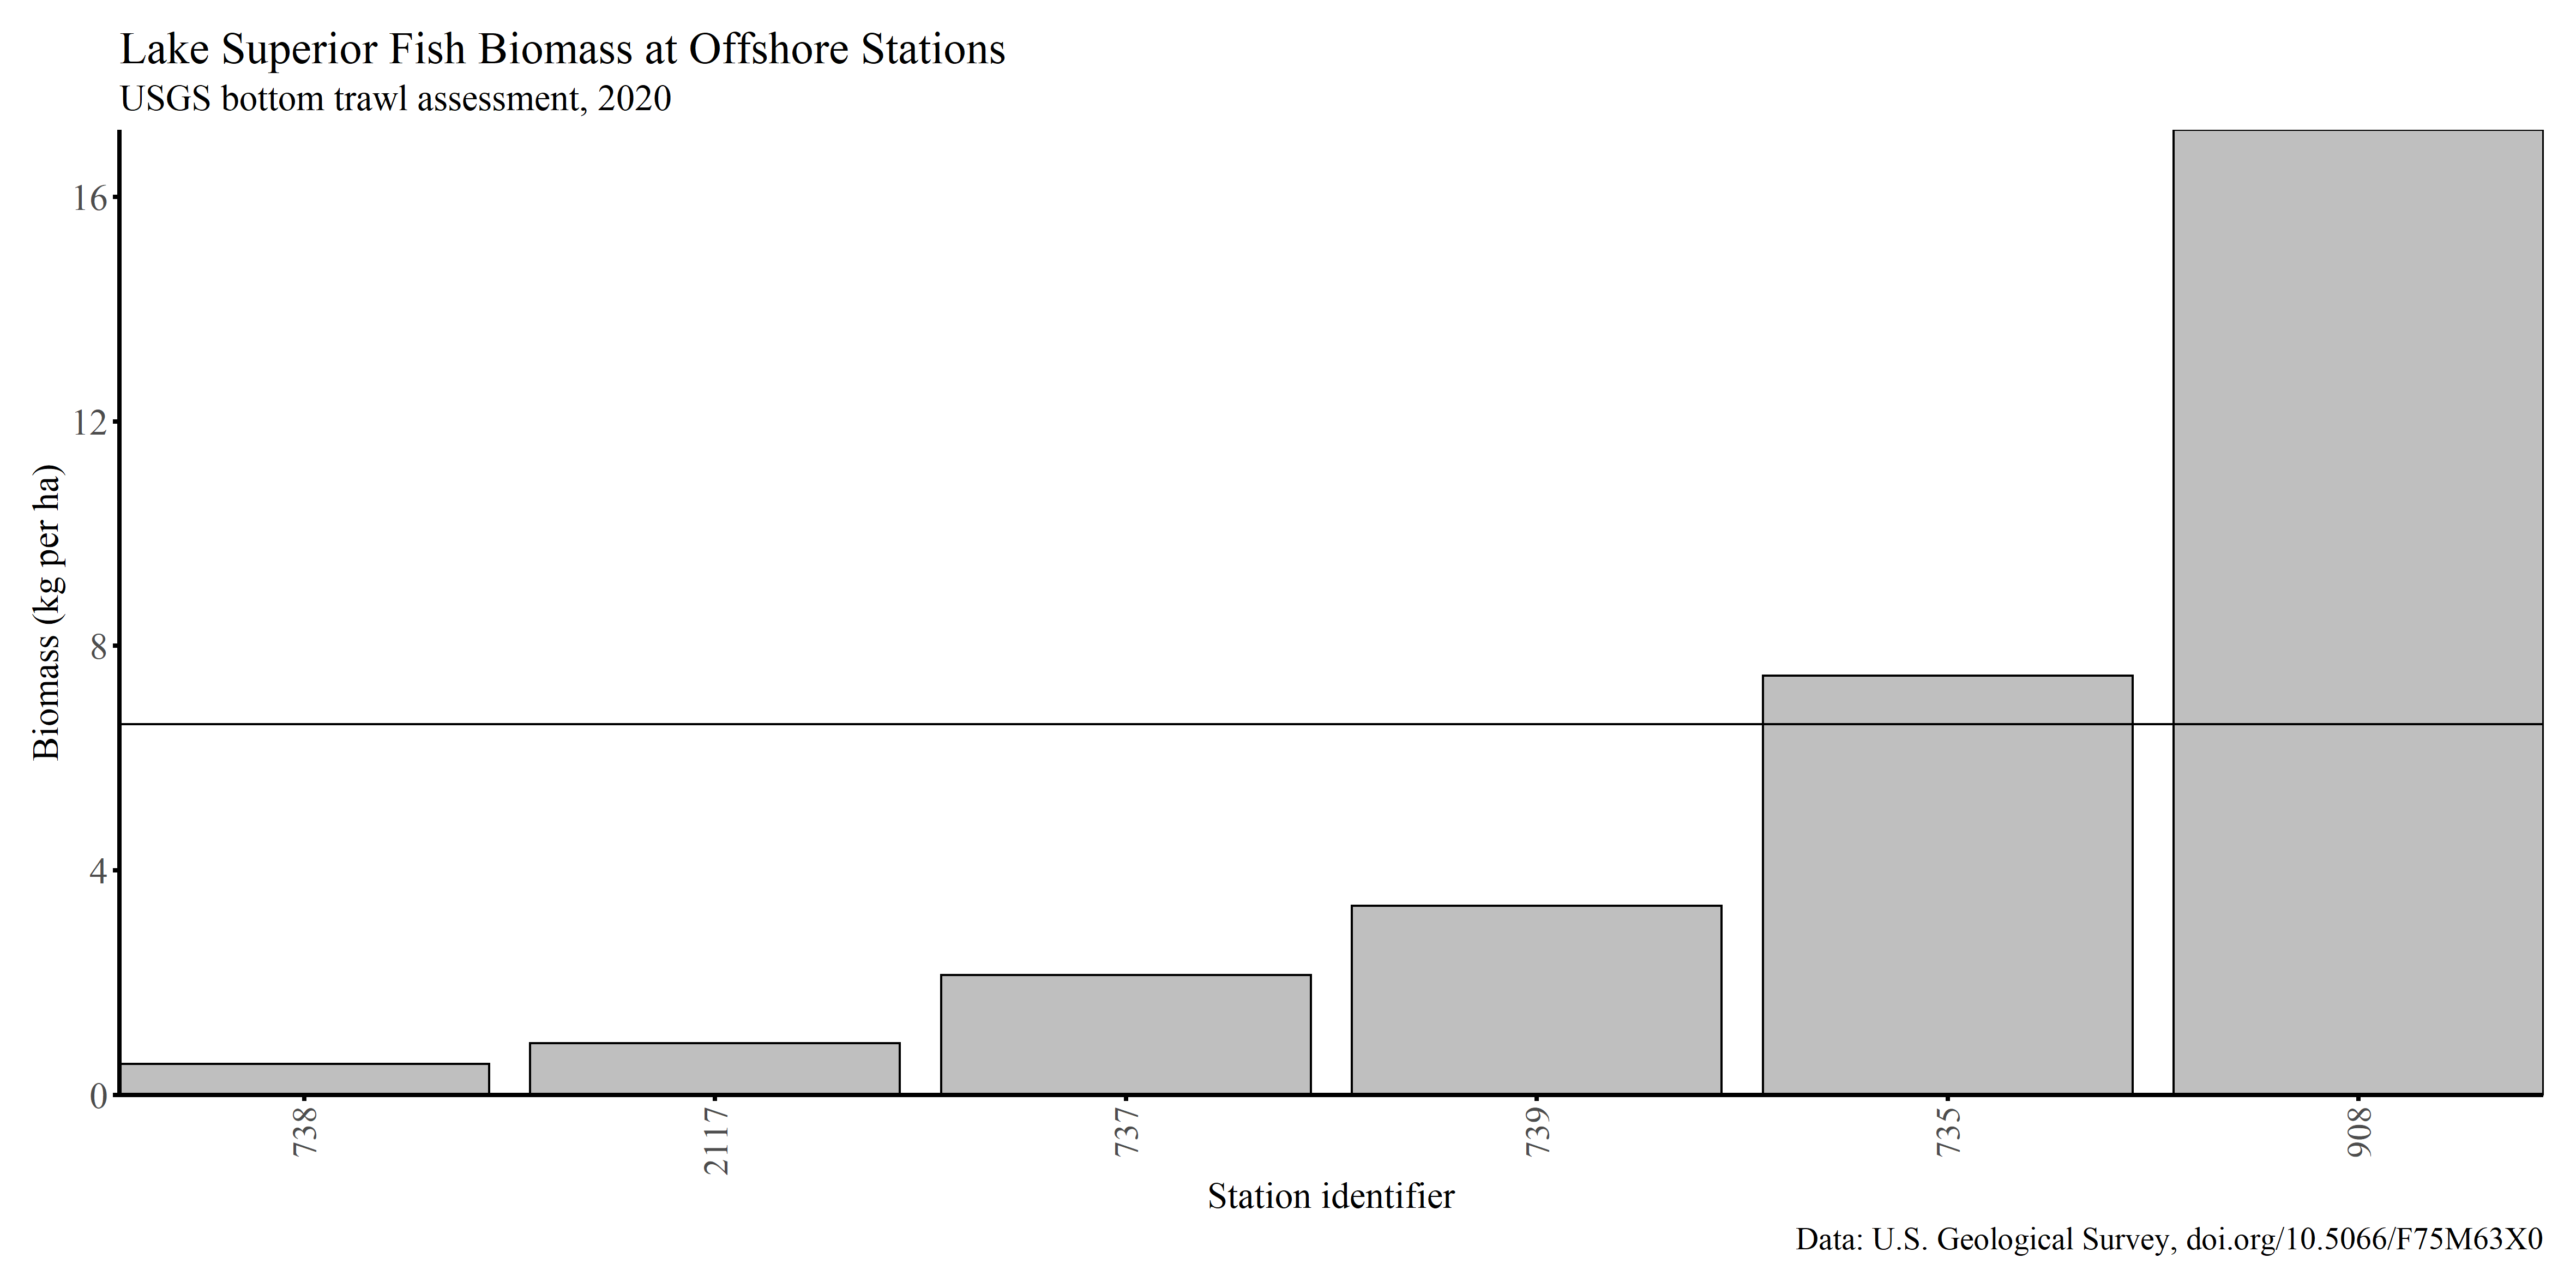 Lake Superior Fish Biomass at Offshore Stations
USGS bottom trawl assessment, 2020
Biomass (kg per ha)
16
12
8
4
0
738
2117
737
739
735
908
Station identifier
Data: U.S. Geological Survey, doi.org/10.5066/F75M63X0